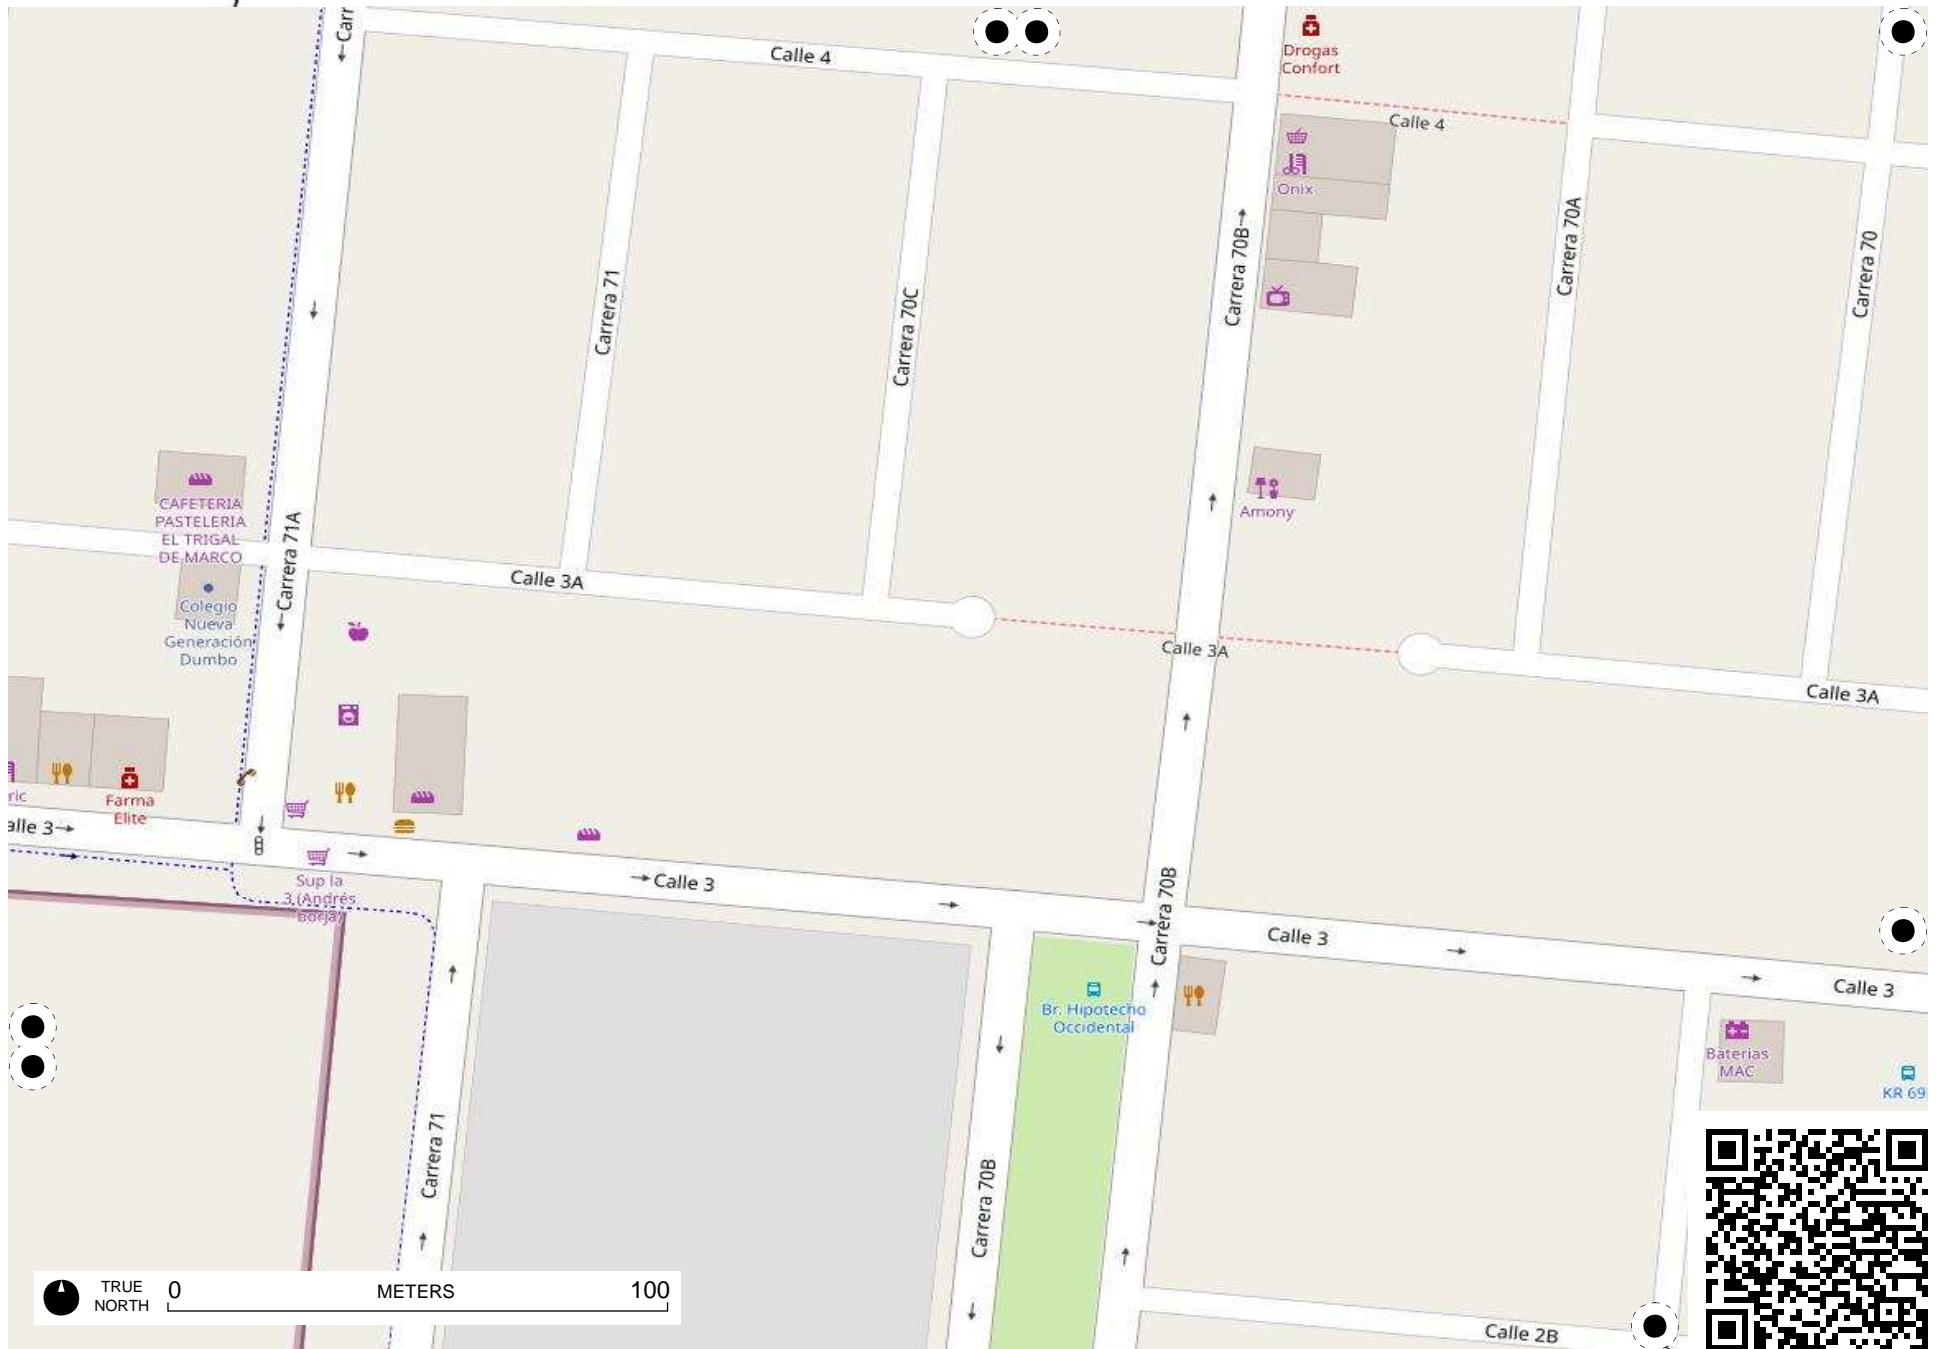 ←Carr
Calle 4
Drogas
Confort
Calle 4
Onix
Carrera 70B→
Carrera 70A
Carrera 70
Carrera 71
Carrera 70C
CAFETERIA
PASTELERIA
EL TRIGAL
DE MARCO
←Carrera 71A
Amony
Calle 3A
Colegio
Nueva
Generación
Dumbo
Calle 3A
Calle 3A
ric
Farma
Elite
alle 3→
Sup la
3 (Andrés
Borja)
→Calle 3
Carrera 70B
Calle 3
Calle 3
Br. Hipotecho
Occidental
Baterias
MAC
KR 69
Carrera 71
Carrera 70B
TRUE
NORTH
0 METERS 100
Calle 2B